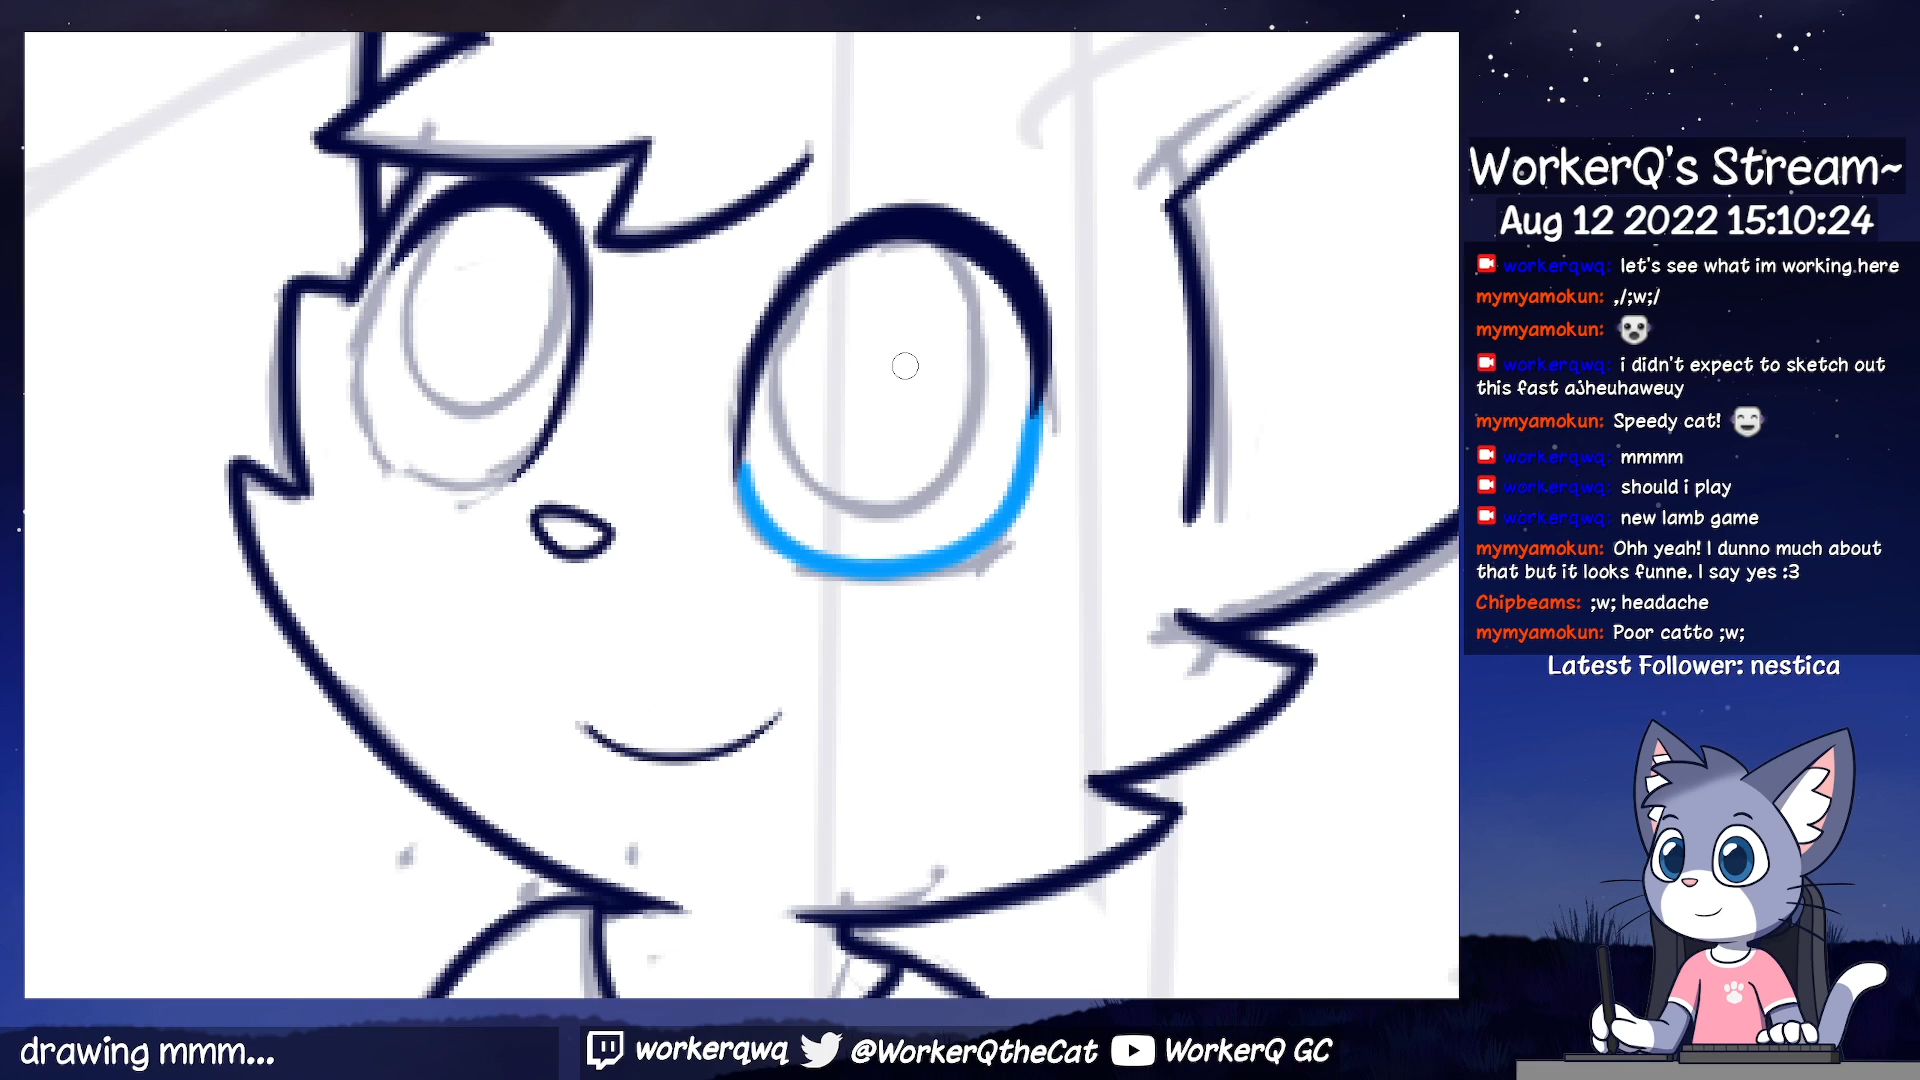 WorkerQ's Stream~
Aug 12 2022 15:10:24
workerqwq: let's see what im working here
mymyamokun: ,/;w;/
mymyamokun:
workerqwq: i didn't expect to sketch out
this fast ajheuhaweuy
mymyamokun: Speedy cat!
workerqwq: mmmm
workerqwq: should i play
workerqwq: new lamb game
mymyamokun: Ohh yeah! I dunno much about
that but it looks funne. I say yes :3
Chipbeams: ;w; headache
mymyamokun: Poor catto ;w;
Latest Follower: nestica
drawing mmm...
workerqwq @WorkerQtheCat WorkerQ GC